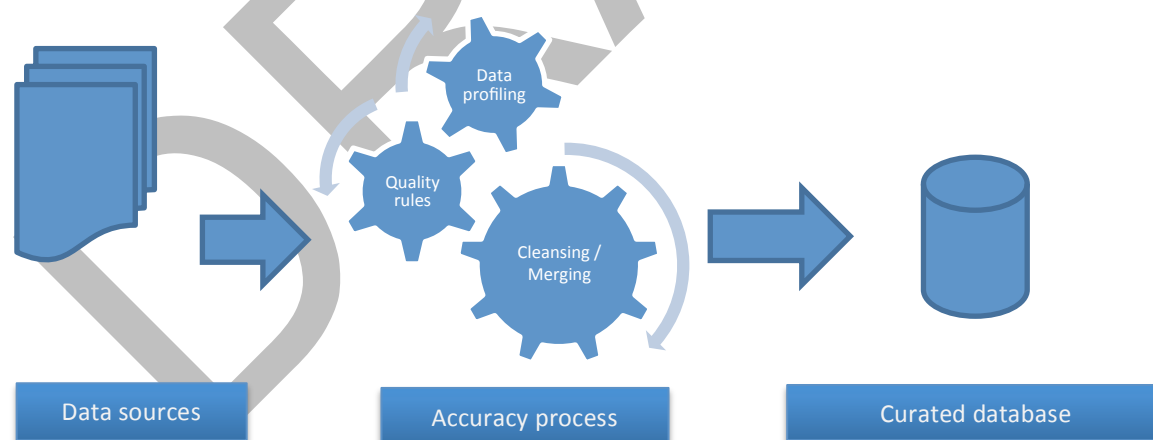 Data
profiling
Quality
rules
Cleansing /
Merging
Data sources
Accuracy process
Curated database